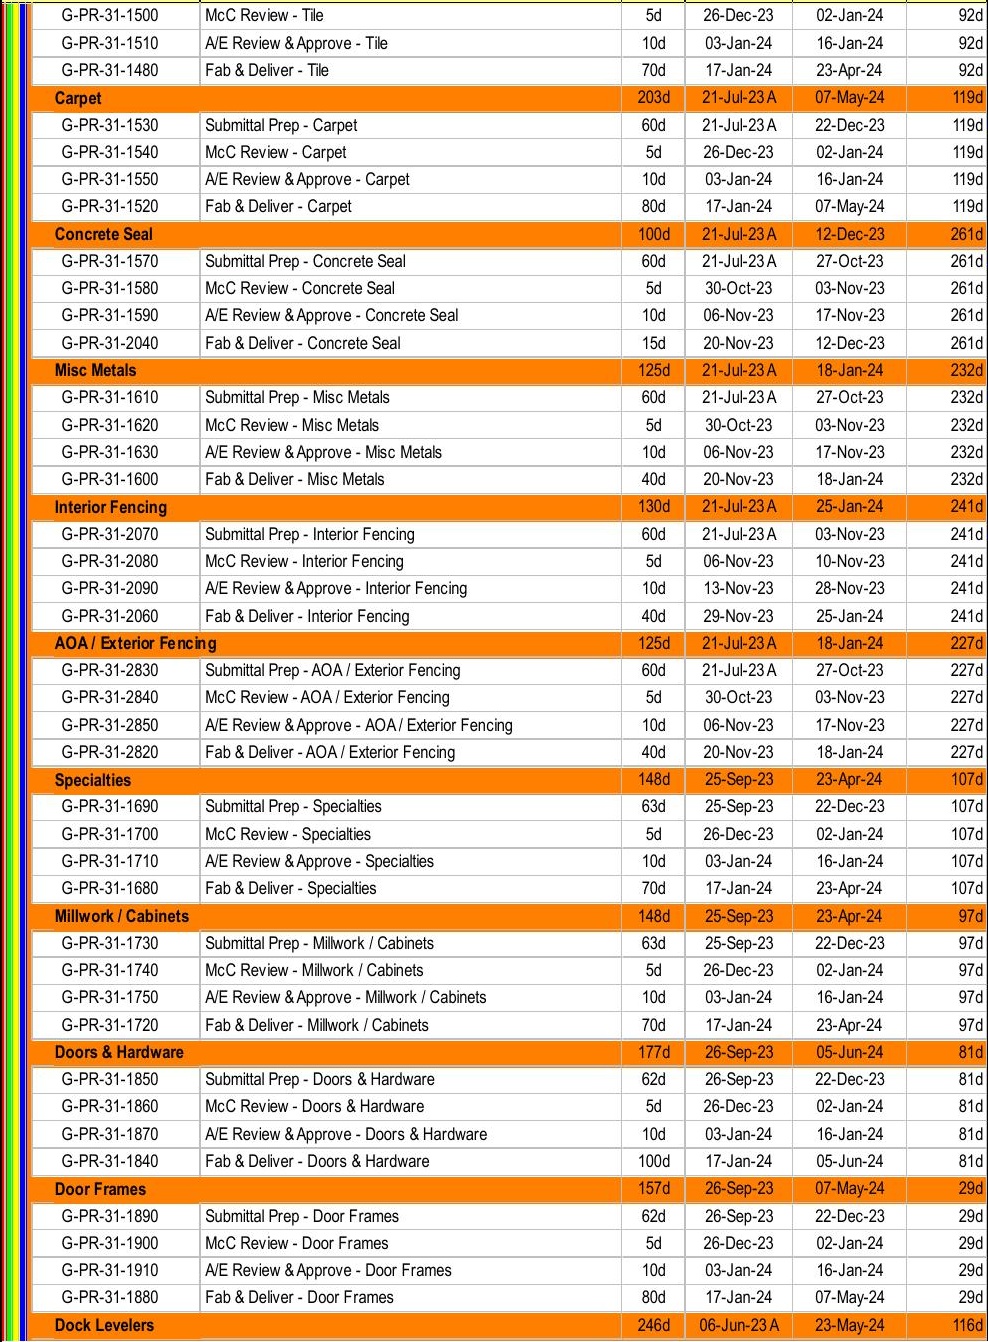 G-PR-31-1500 McC Review - Tile 5d 26-Dec-23 02-Jan-24 92d
G-PR-31-1510 A/E Review & Approve - Tile 10d 03-Jan-24 16-Jan-24 92d
G-PR-31-1480 Fab & Deliver - Tile 70d 17-Jan-24 23-Apr-24 92d
Carpet 203d 21-Jul-23 A 07-May-24 119d
G-PR-31-1530 Submittal Prep - Carpet 60d 21-Jul-23 A 22-Dec-23 119d
G-PR-31-1540 McC Review - Carpet 5d 26-Dec-23 02-Jan-24 119d
G-PR-31-1550 A/E Review & Approve - Carpet 10d 03-Jan-24 16-Jan-24 119d
G-PR-31-1520 Fab & Deliver - Carpet 80d 17-Jan-24 07-May-24 119d
Concrete Seal 100d 21-Jul-23 A 12-Dec-23 261d
G-PR-31-1570 Submittal Prep - Concrete Seal 60d 21-Jul-23 A 27-Oct-23 261d
G-PR-31-1580 McC Review - Concrete Seal 5d 30-Oct-23 03-Nov-23 261d
G-PR-31-1590 A/E Review & Approve - Concrete Seal 10d 06-Nov-23 17-Nov-23 261d
G-PR-31-2040 Fab & Deliver - Concrete Seal 15d 20-Nov-23 12-Dec-23 261d
Misc Metals 125d 21-Jul-23 A 18-Jan-24 232d
G-PR-31-1610 Submittal Prep - Misc Metals 60d 21-Jul-23 A 27-Oct-23 232d
G-PR-31-1620 McC Review - Misc Metals 5d 30-Oct-23 03-Nov-23 232d
G-PR-31-1630 A/E Review & Approve - Misc Metals 10d 06-Nov-23 17-Nov-23 232d
G-PR-31-1600 Fab & Deliver - Misc Metals 40d 20-Nov-23 18-Jan-24 232d
Interior Fencing 130d 21-Jul-23 A 25-Jan-24 241d
G-PR-31-2070 Submittal Prep - Interior Fencing 60d 21-Jul-23 A 03-Nov-23 241d
G-PR-31-2080 McC Review - Interior Fencing 5d 06-Nov-23 10-Nov-23 241d
G-PR-31-2090 A/E Review & Approve - Interior Fencing 10d 13-Nov-23 28-Nov-23 241d
G-PR-31-2060 Fab & Deliver - Interior Fencing 40d 29-Nov-23 25-Jan-24 241d
AOA / Exterior Fencing 125d 21-Jul-23 A 18-Jan-24 227d
G-PR-31-2830 Submittal Prep - AOA / Exterior Fencing 60d 21-Jul-23 A 27-Oct-23 227d
G-PR-31-2840 McC Review - AOA / Exterior Fencing 5d 30-Oct-23 03-Nov-23 227d
G-PR-31-2850 A/E Review & Approve - AOA / Exterior Fencing 10d 06-Nov-23 17-Nov-23 227d
G-PR-31-2820 Fab & Deliver - AOA / Exterior Fencing 40d 20-Nov-23 18-Jan-24 227d
Specialties 148d 25-Sep-23 23-Apr-24 107d
G-PR-31-1690 Submittal Prep - Specialties 63d 25-Sep-23 22-Dec-23 107d
G-PR-31-1700 McC Review - Specialties 5d 26-Dec-23 02-Jan-24 107d
G-PR-31-1710 A/E Review & Approve - Specialties 10d 03-Jan-24 16-Jan-24 107d
G-PR-31-1680 Fab & Deliver - Specialties 70d 17-Jan-24 23-Apr-24 107d
Millwork / Cabinets 148d 25-Sep-23 23-Apr-24 97d
G-PR-31-1730 Submittal Prep - Millwork / Cabinets 63d 25-Sep-23 22-Dec-23 97d
G-PR-31-1740 McC Review - Millwork / Cabinets 5d 26-Dec-23 02-Jan-24 97d
G-PR-31-1750 A/E Review & Approve - Millwork / Cabinets 10d 03-Jan-24 16-Jan-24 97d
G-PR-31-1720 Fab & Deliver - Millwork / Cabinets 70d 17-Jan-24 23-Apr-24 97d
Doors & Hardware 177d 26-Sep-23 05-Jun-24 81d
G-PR-31-1850 Submittal Prep - Doors & Hardware 62d 26-Sep-23 22-Dec-23 81d
G-PR-31-1860 McC Review - Doors & Hardware 5d 26-Dec-23 02-Jan-24 81d
G-PR-31-1870 A/E Review & Approve - Doors & Hardware 10d 03-Jan-24 16-Jan-24 81d
G-PR-31-1840 Fab & Deliver - Doors & Hardware 100d 17-Jan-24 05-Jun-24 81d
Door Frames 157d 26-Sep-23 07-May-24 29d
G-PR-31-1890 Submittal Prep - Door Frames 62d 26-Sep-23 22-Dec-23 29d
G-PR-31-1900 McC Review - Door Frames 5d 26-Dec-23 02-Jan-24 29d
G-PR-31-1910 A/E Review & Approve - Door Frames 10d 03-Jan-24 16-Jan-24 29d
G-PR-31-1880 Fab & Deliver - Door Frames 80d 17-Jan-24 07-May-24 29d
Dock Levelers 246d 06-Jun-23 A 23-May-24 116d